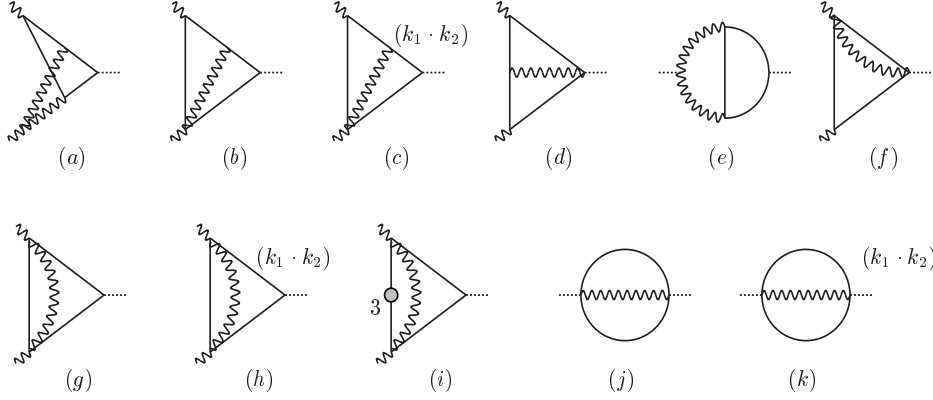 (k₁ · k₂)
(a) (b) (c) (d) (e) (f)
(k₁ · k₂) (k₁ · k₂)
3
(g) (h) (i) (j) (k)